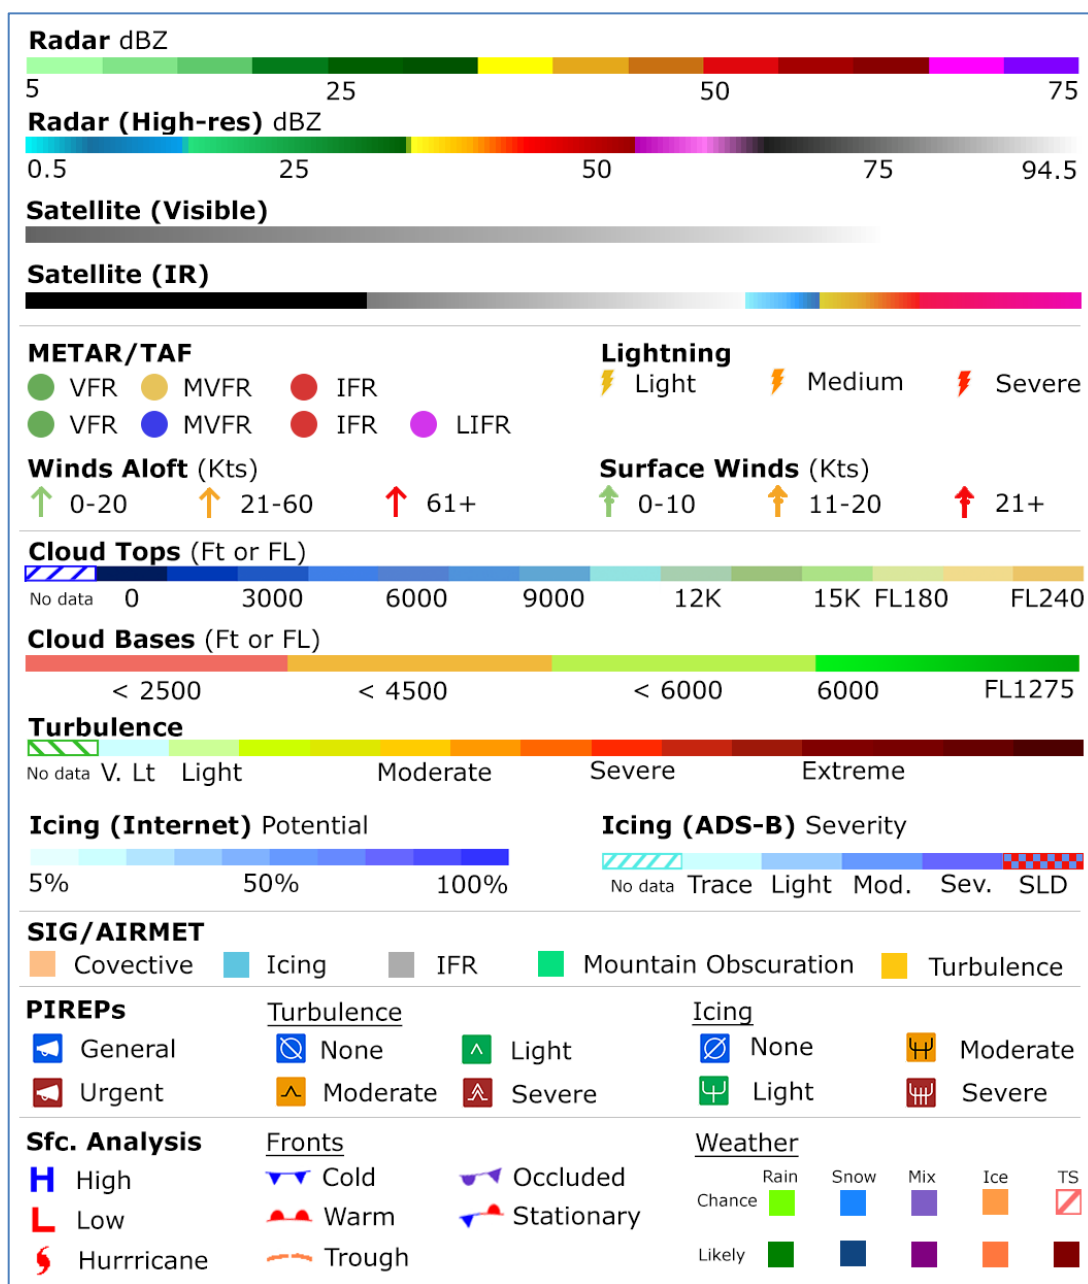 Radar dBZ
5 25 50 75
Radar (High-res) dBZ
0.5 25 50 75 94.5
Satellite (Visible)
Satellite (IR)
METAR/TAF
VFR MVFR IFR
VFR MVFR IFR LIFR
Lightning
Light Medium Severe
Winds Aloft (Kts)
0-20 21-60 61+
Surface Winds (Kts)
0-10 11-20 21+
Cloud Tops (Ft or FL)
No data 0 3000 6000 9000 12K 15K FL180 FL240
Cloud Bases (Ft or FL)
< 2500 < 4500 < 6000 6000 FL1275
Turbulence
No data V. Lt Light Moderate Severe Extreme
Icing (Internet) Potential
5% 50% 100%
Icing (ADS-B) Severity
No data Trace Light Mod. Sev. SLD
SIG/AIRMET
Covective Icing IFR Mountain Obscuration Turbulence
PIREPs
General
Urgent
Turbulence
None Light
Moderate Severe
Icing
None Moderate
Light Severe
Sfc. Analysis
High
Low
Hurrricane
Fronts
Cold Occluded
Warm Stationary
Trough
Weather
Rain Snow Mix Ice TS
Chance
Likely